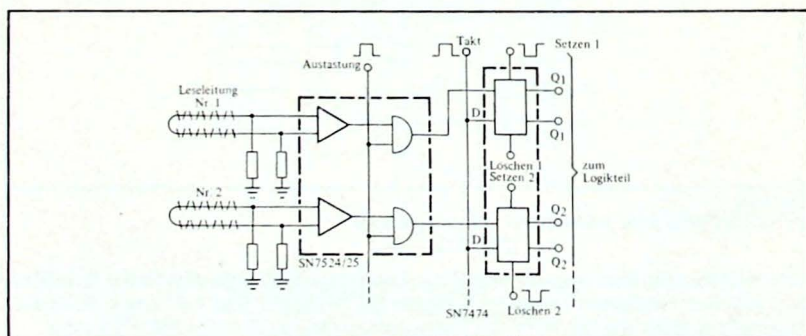 Takt
Setzen 1
Austastung
Leseleitung
Nr. 1
Q1
D
Q1
Löschen 1
Setzen 2
zum
Logikteil
Nr. 2
Q2
D
Q2
SN7524/25
SN7474
Löschen 2